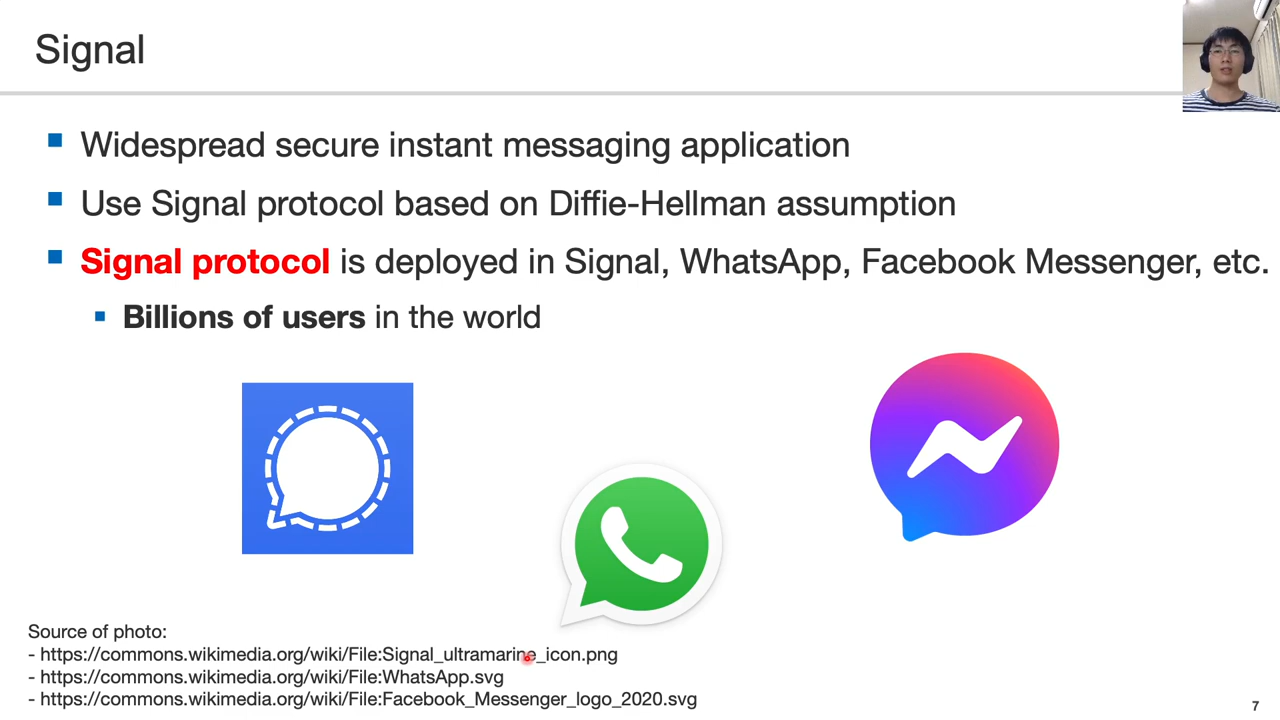 Signal
Widespread secure instant messaging application
Use Signal protocol based on Diffie-Hellman assumption
Signal protocol is deployed in Signal, WhatsApp, Facebook Messenger, etc.
Billions of users in the world
Source of photo:
- https://commons.wikimedia.org/wiki/File:Signal_ultramarine_icon.png
- https://commons.wikimedia.org/wiki/File:WhatsApp.svg
- https://commons.wikimedia.org/wiki/File:Facebook_Messenger_logo_2020.svg
7